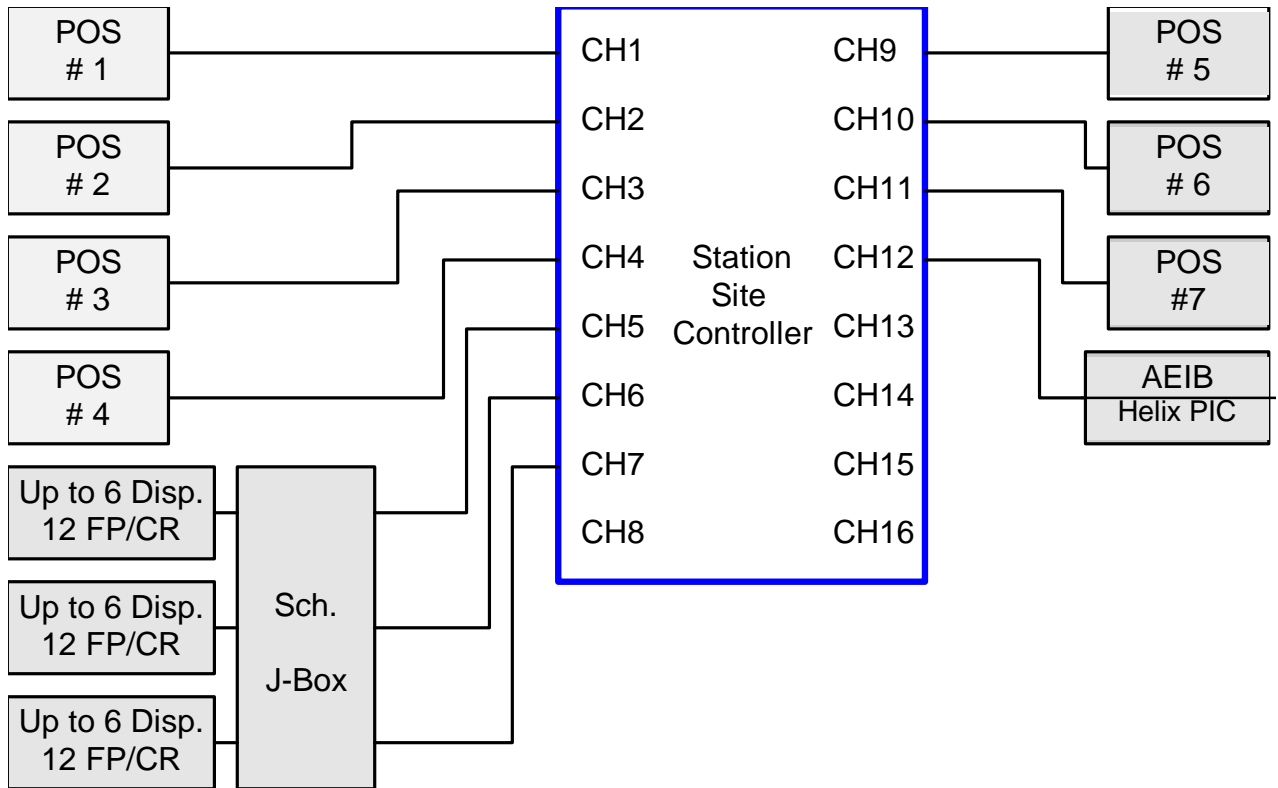 POS
# 1
POS
# 2
POS
# 3
POS
# 4
Up to 6 Disp.
12 FP/CR
Up to 6 Disp.
12 FP/CR
Up to 6 Disp.
12 FP/CR
Sch.
J-Box
CH1
CH2
CH3
CH4
CH5
CH6
CH7
CH8
Station
Site
Controller
CH9
CH10
CH11
CH12
CH13
CH14
CH15
CH16
POS
# 5
POS
# 6
POS
#7
AEIB
Helix PIC